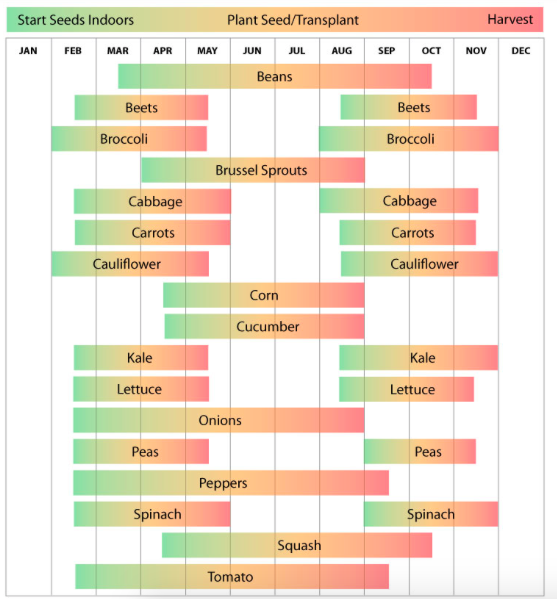 Start Seeds Indoors Plant Seed/Transplant Harvest
JAN FEB MAR APR MAY JUN JUL AUG SEP OCT NOV DEC
Beans
Beets Beets
Broccoli Broccoli
Brussel Sprouts
Cabbage Cabbage
Carrots Carrots
Cauliflower Cauliflower
Corn
Cucumber
Kale Kale
Lettuce Lettuce
Onions
Peas Peas
Peppers
Spinach Spinach
Squash
Tomato